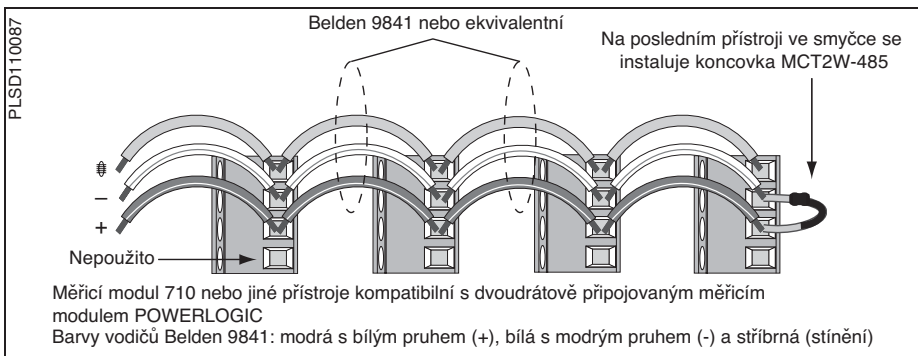 PLSD110087
Belden 9841 nebo ekvivalentní
Na posledním přístroji ve smyčce se
instaluje koncovka MCT2W-485
–
+
Nepoužito
Měřicí modul 710 nebo jiné přístroje kompatibilní s dvoudrátově připojovaným měřicím
modulem POWERLOGIC
Barvy vodičů Belden 9841: modrá s bílým pruhem (+), bílá s modrým pruhem (-) a stříbrná (stínění)